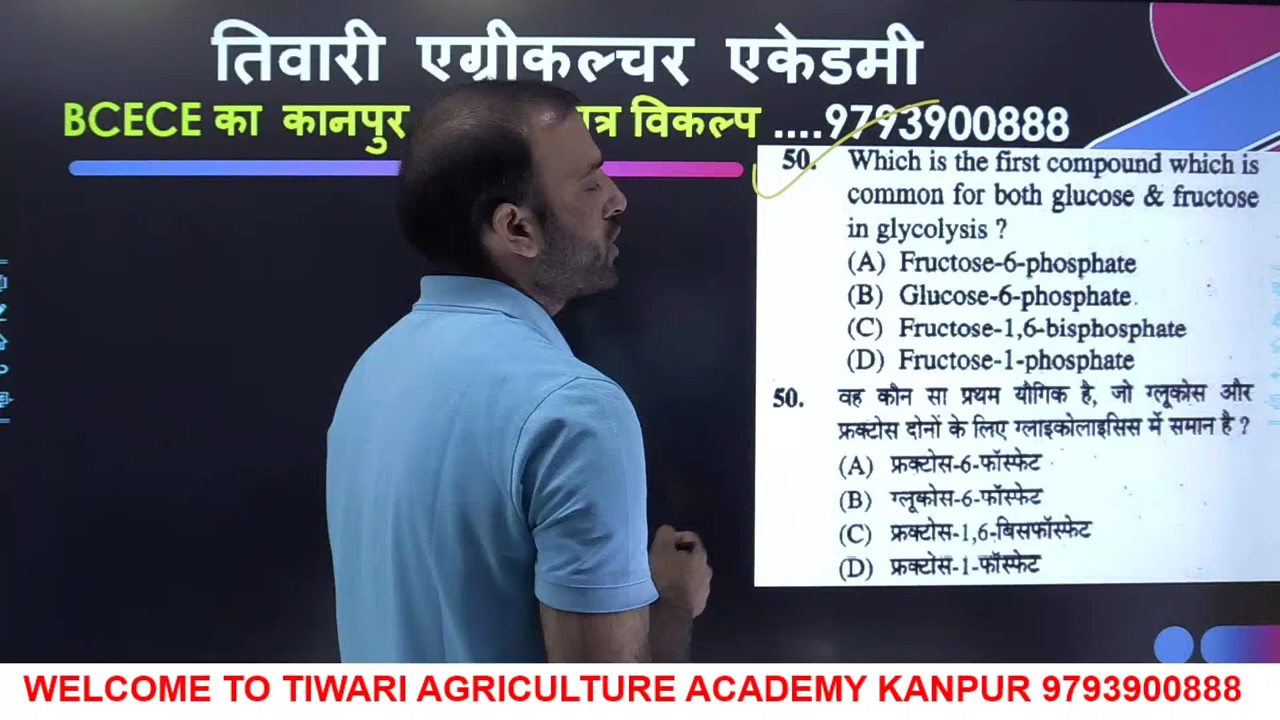 तिवारी एग्रीकल्चर एकेडमी
BCECE का कानपुर विकल्प ....9793900888
50. Which is the first compound which is
common for both glucose & fructose
in glycolysis ?
(A) Fructose-6-phosphate
(B) Glucose-6-phosphate
(C) Fructose-1,6-bisphosphate
(D) Fructose-1-phosphate
50. वह कौन सा प्रथम यौगिक है, जो ग्लूकोस और
फ्रक्टोस दोनों के लिए ग्लाइकोलाइसिस में समान है ?
(A) फ्रक्टोस-6-फॉस्फेट
(B) ग्लूकोस-6-फॉस्फेट
(C) फ्रक्टोस-1,6-बिसफॉस्फेट
(D) फ्रक्टोस-1-फॉस्फेट
WELCOME TO TIWARI AGRICULTURE ACADEMY KANPUR 9793900888